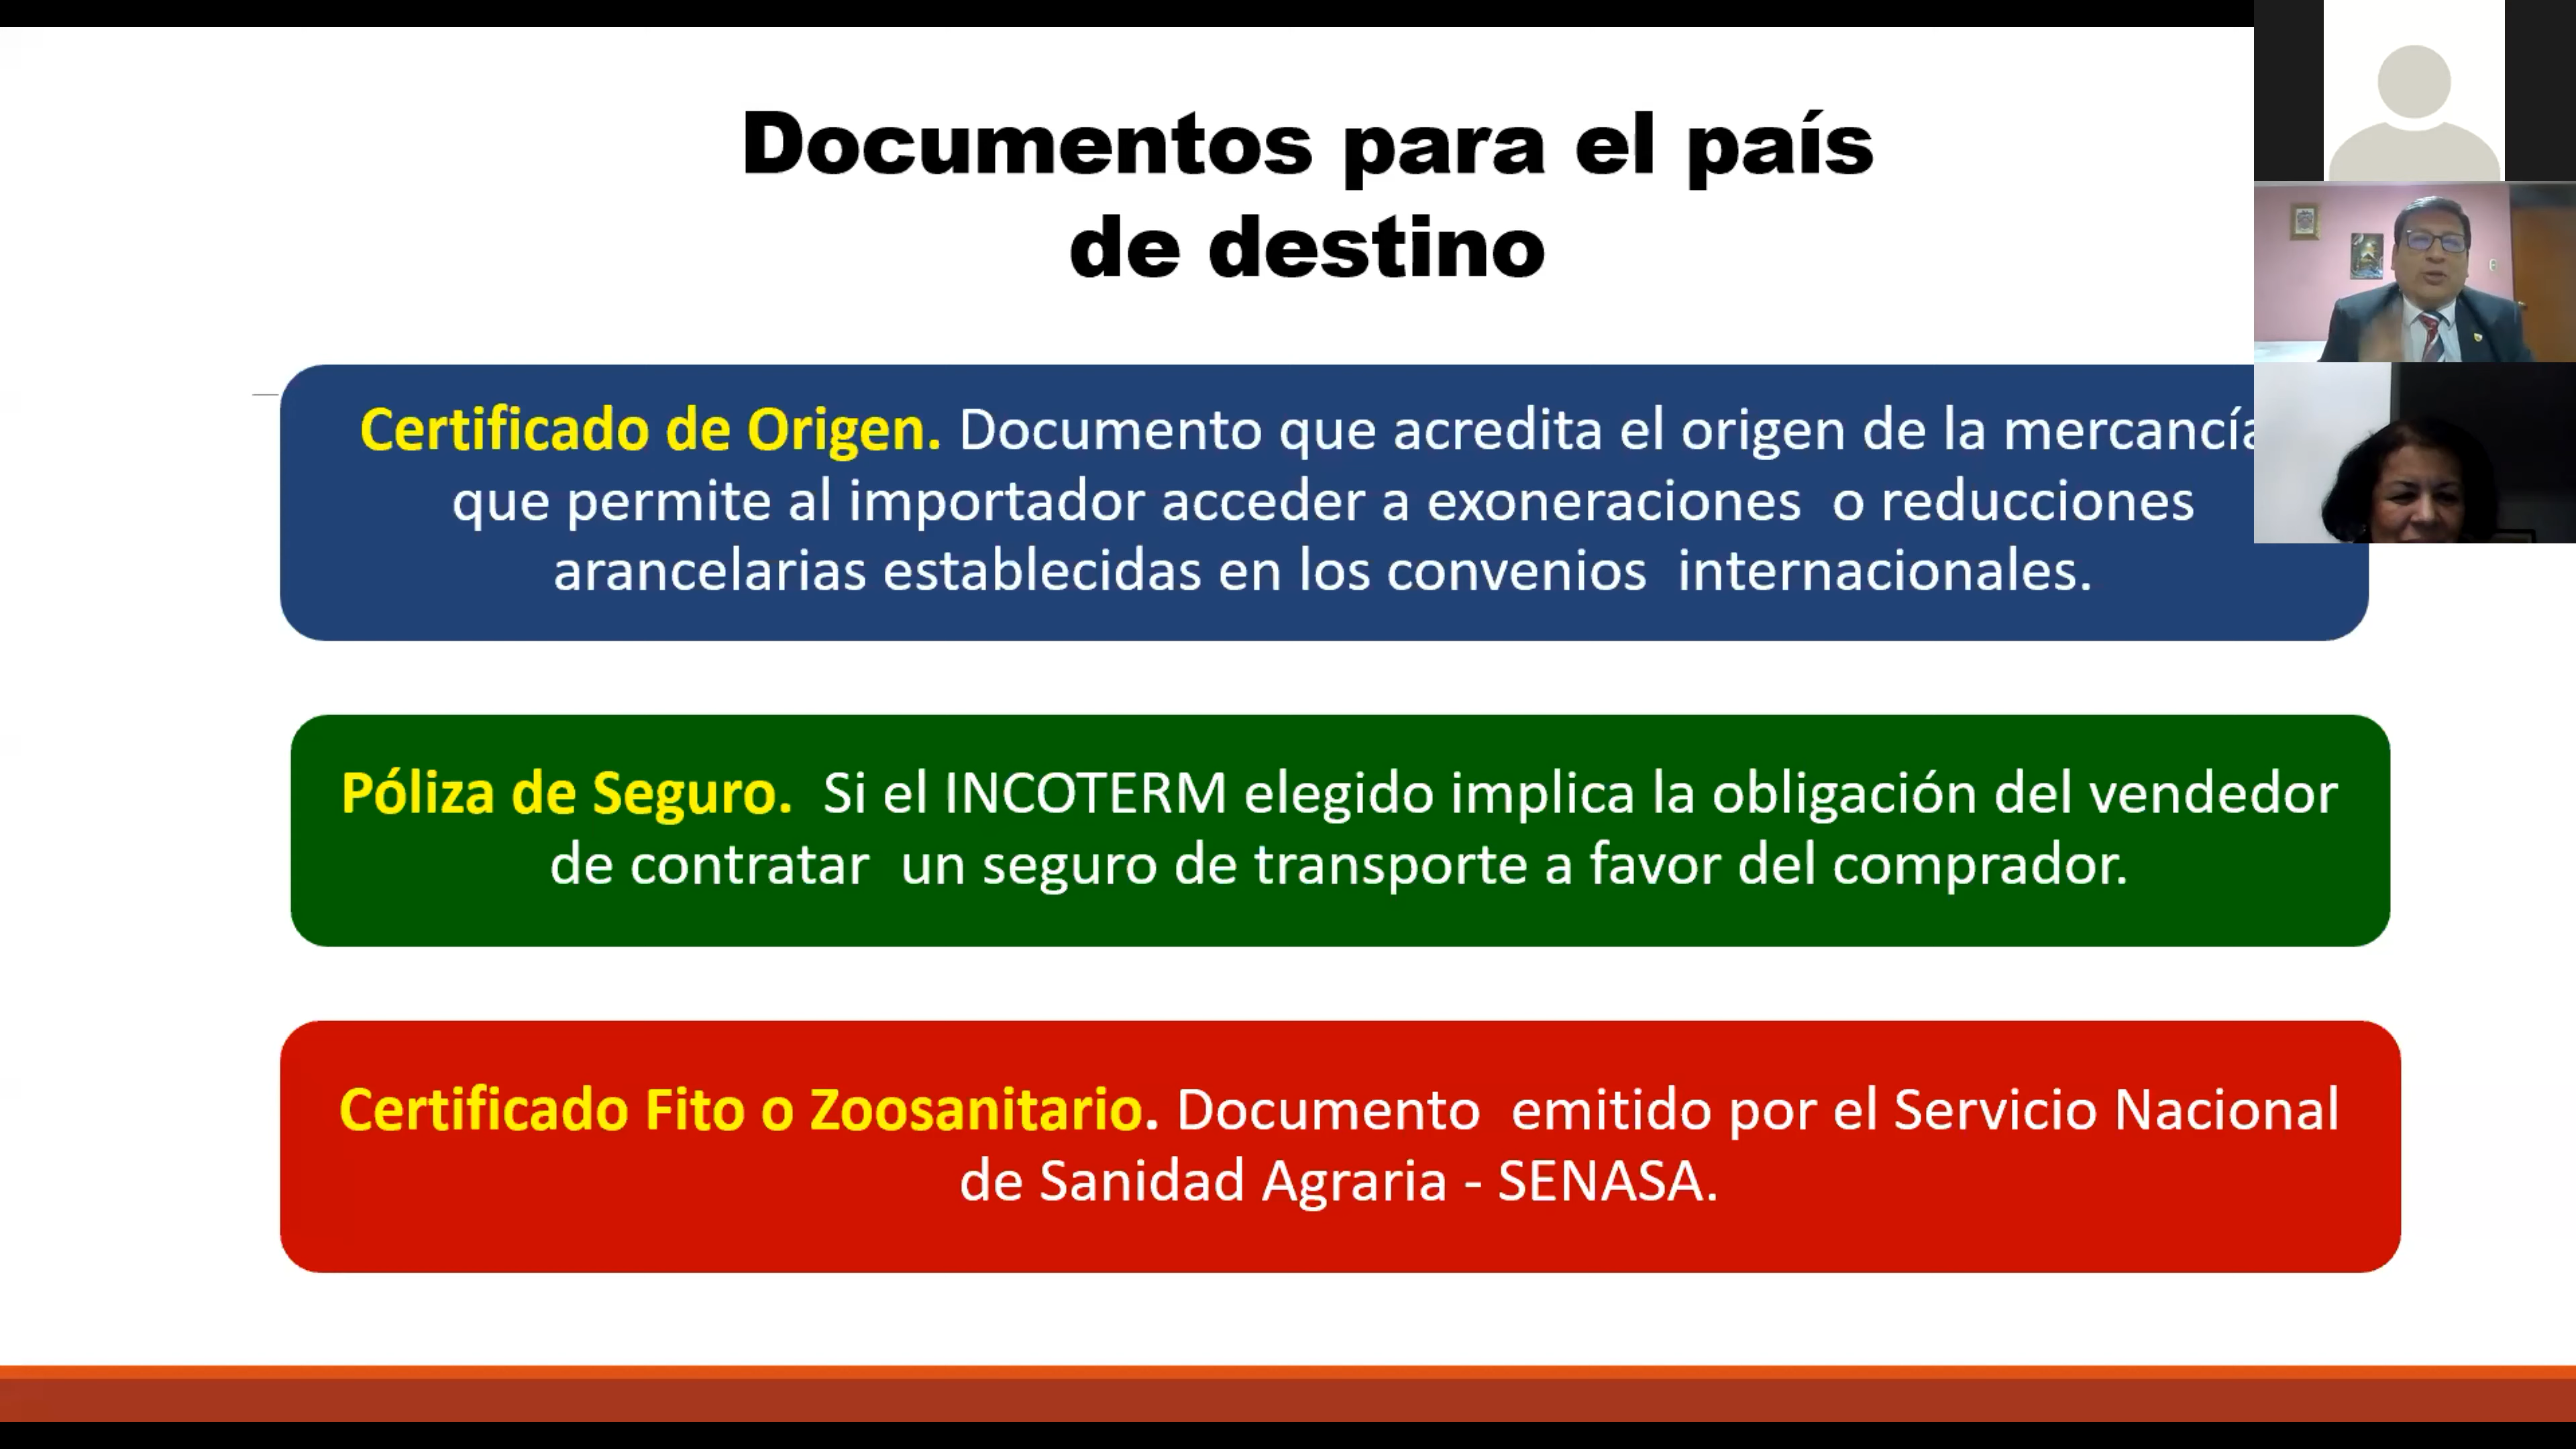 Documentos para el país
de destino
Certificado de Origen. Documento que acredita el origen de la mercancía
que permite al importador acceder a exoneraciones o reducciones
arancelarias establecidas en los convenios internacionales.
Póliza de Seguro. Si el INCOTERM elegido implica la obligación del vendedor
de contratar un seguro de transporte a favor del comprador.
Certificado Fito o Zoosanitario. Documento emitido por el Servicio Nacional
de Sanidad Agraria - SENASA.